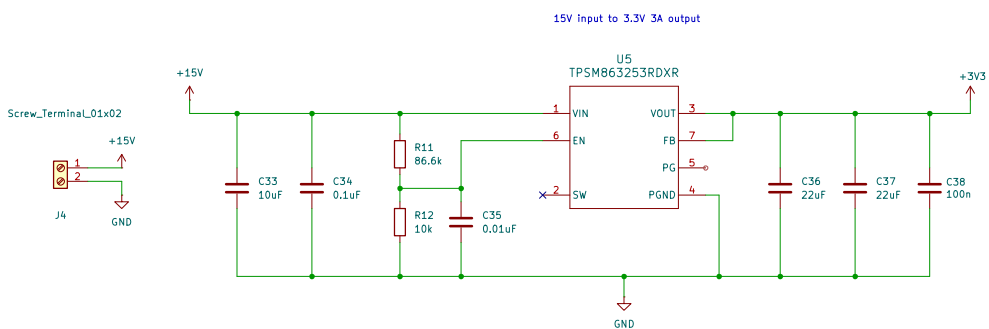 15V input to 3.3V 3A output
U5
TPSM863253RDXR
+15V
+3V3
Screw_Terminal_01x02
1
VIN
VOUT
3
+15V
6
EN
FB
7
R11
86.6k
1
2
PG
5
C33
10uF
C34
0.1uF
2
SW
PGND
4
C36
22uF
C37
22uF
C38
100n
J4
GND
R12
10k
C35
0.01uF
GND